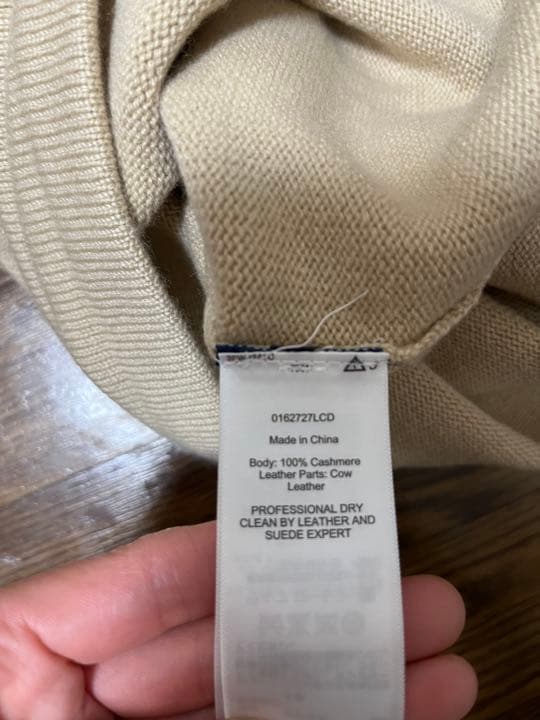 0162727LCD
Made in China
Body: 100% Cashmere
Leather Parts: Cow
Leather
PROFESSIONAL DRY
CLEAN BY LEATHER AND
SUEDE EXPERT